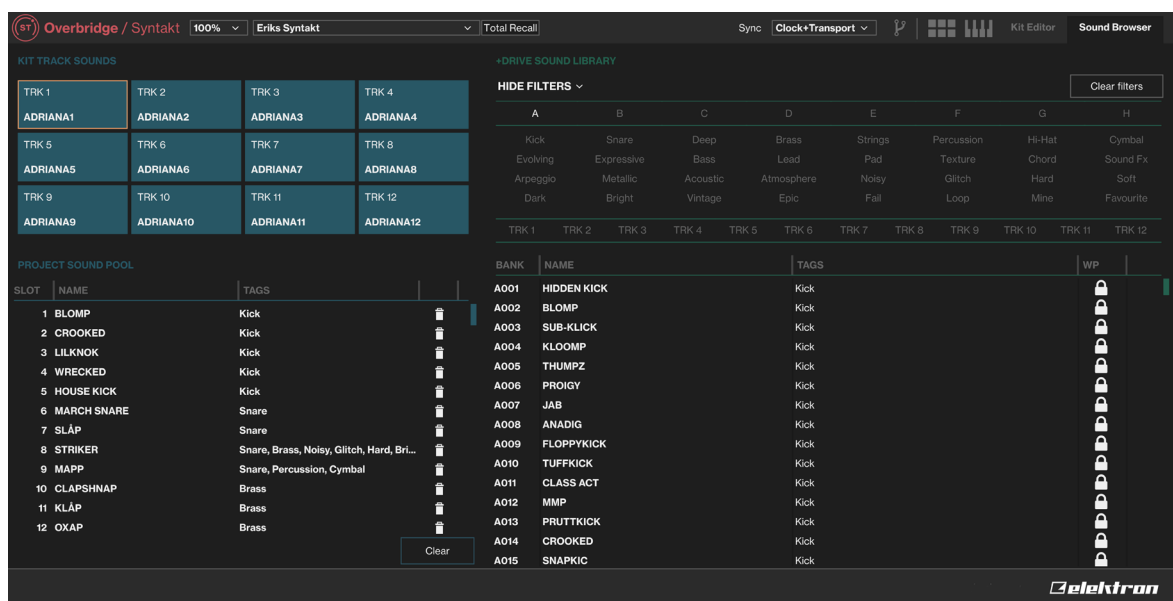 ST Overbridge / Syntakt 100% Eriks Syntakt Total Recall Sync Clock+Transport Kit Editor Sound Browser
KIT TRACK SOUNDS
TRK 1 TRK 2 TRK 3 TRK 4
ADRIANA1 ADRIANA2 ADRIANA3 ADRIANA4
TRK 5 TRK 6 TRK 7 TRK 8
ADRIANA5 ADRIANA6 ADRIANA7 ADRIANA8
TRK 9 TRK 10 TRK 11 TRK 12
ADRIANA9 ADRIANA10 ADRIANA11 ADRIANA12
PROJECT SOUND POOL
SLOT NAME TAGS
1 BLOMP Kick
2 CROOKED Kick
3 LILKNOK Kick
4 WRECKED Kick
5 HOUSE KICK Kick
6 MARCH SNARE Snare
7 SLÅP Snare
8 STRIKER Snare, Brass, Noisy, Glitch, Hard, Bri...
9 MAPP Snare, Percussion, Cymbal
10 CLAPSHNAP Brass
11 KLÅP Brass
12 OXAP Brass
Clear
+DRIVE SOUND LIBRARY
HIDE FILTERS Clear filters
A B C D E F G H
Kick Snare Deep Brass Strings Percussion Hi-Hat Cymbal
Evolving Expressive Bass Lead Pad Texture Chord Sound Fx
Arpeggio Metallic Acoustic Atmosphere Noisy Glitch Hard Soft
Dark Bright Vintage Epic Fail Loop Mine Favourite
TRK 1 TRK 2 TRK 3 TRK 4 TRK 5 TRK 6 TRK 7 TRK 8 TRK 9 TRK 10 TRK 11 TRK 12
BANK NAME TAGS WP
A001 HIDDEN KICK Kick
A002 BLOMP Kick
A003 SUB-KLICK Kick
A004 KLOOMP Kick
A005 THUMPZ Kick
A006 PROIGY Kick
A007 JAB Kick
A008 ANADIG Kick
A009 FLOPPYKICK Kick
A010 TUFFKICK Kick
A011 CLASS ACT Kick
A012 MMP Kick
A013 PRUTTKICK Kick
A014 CROOKED Kick
A015 SNAPKIC Kick
elektron